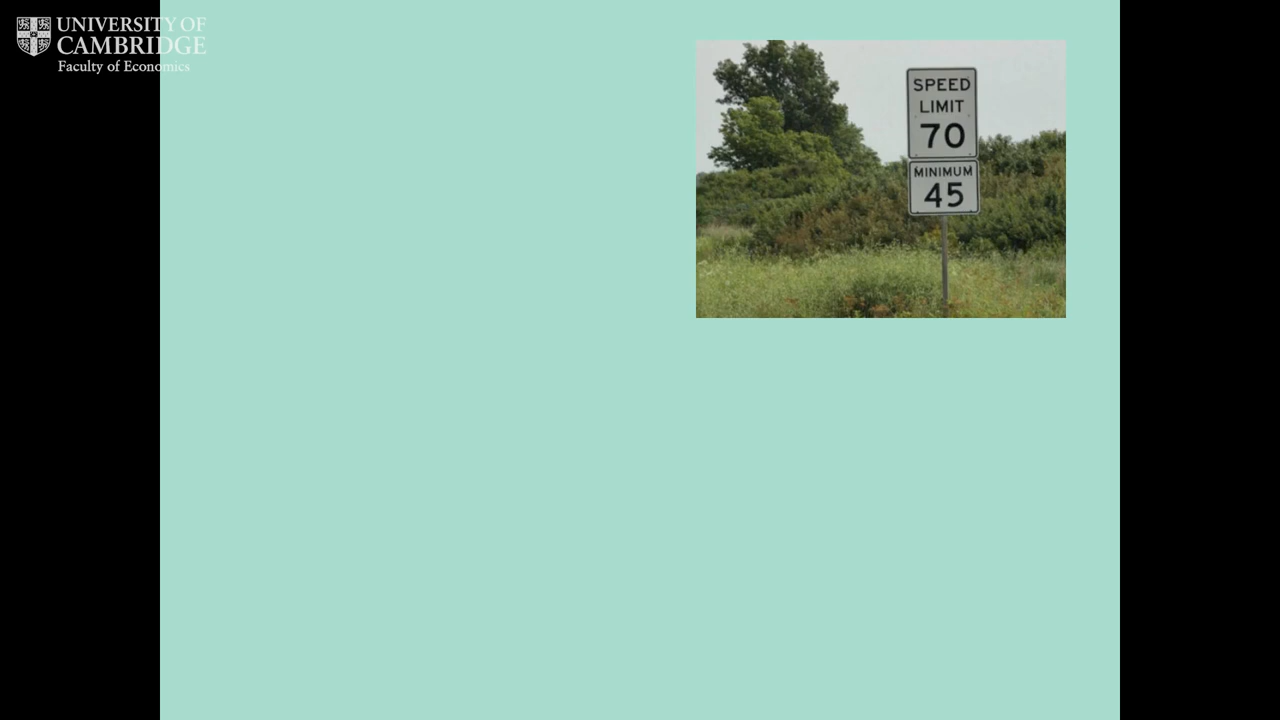 UNIVERSITY OF
CAMBRIDGE
Faculty of Economics
SPEED
LIMIT
70
MINIMUM
45